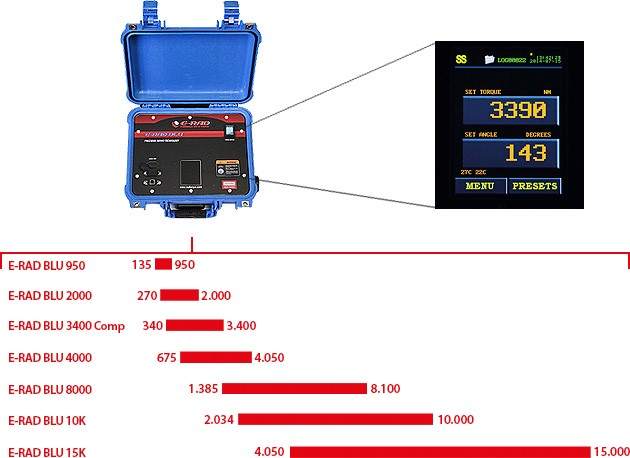 E-RAD
E-RAD BLU
SS LOG00022
SET TORQUE NM
3390
SET ANGLE DEGREES
143
27C 22C
MENU PRESETS
E-RAD BLU 950 135 950
E-RAD BLU 2000 270 2.000
E-RAD BLU 3400 Comp 340 3.400
E-RAD BLU 4000 675 4.050
E-RAD BLU 8000 1.385 8.100
E-RAD BLU 10K 2.034 10.000
E-RAD BLU 15K 4.050 15.000